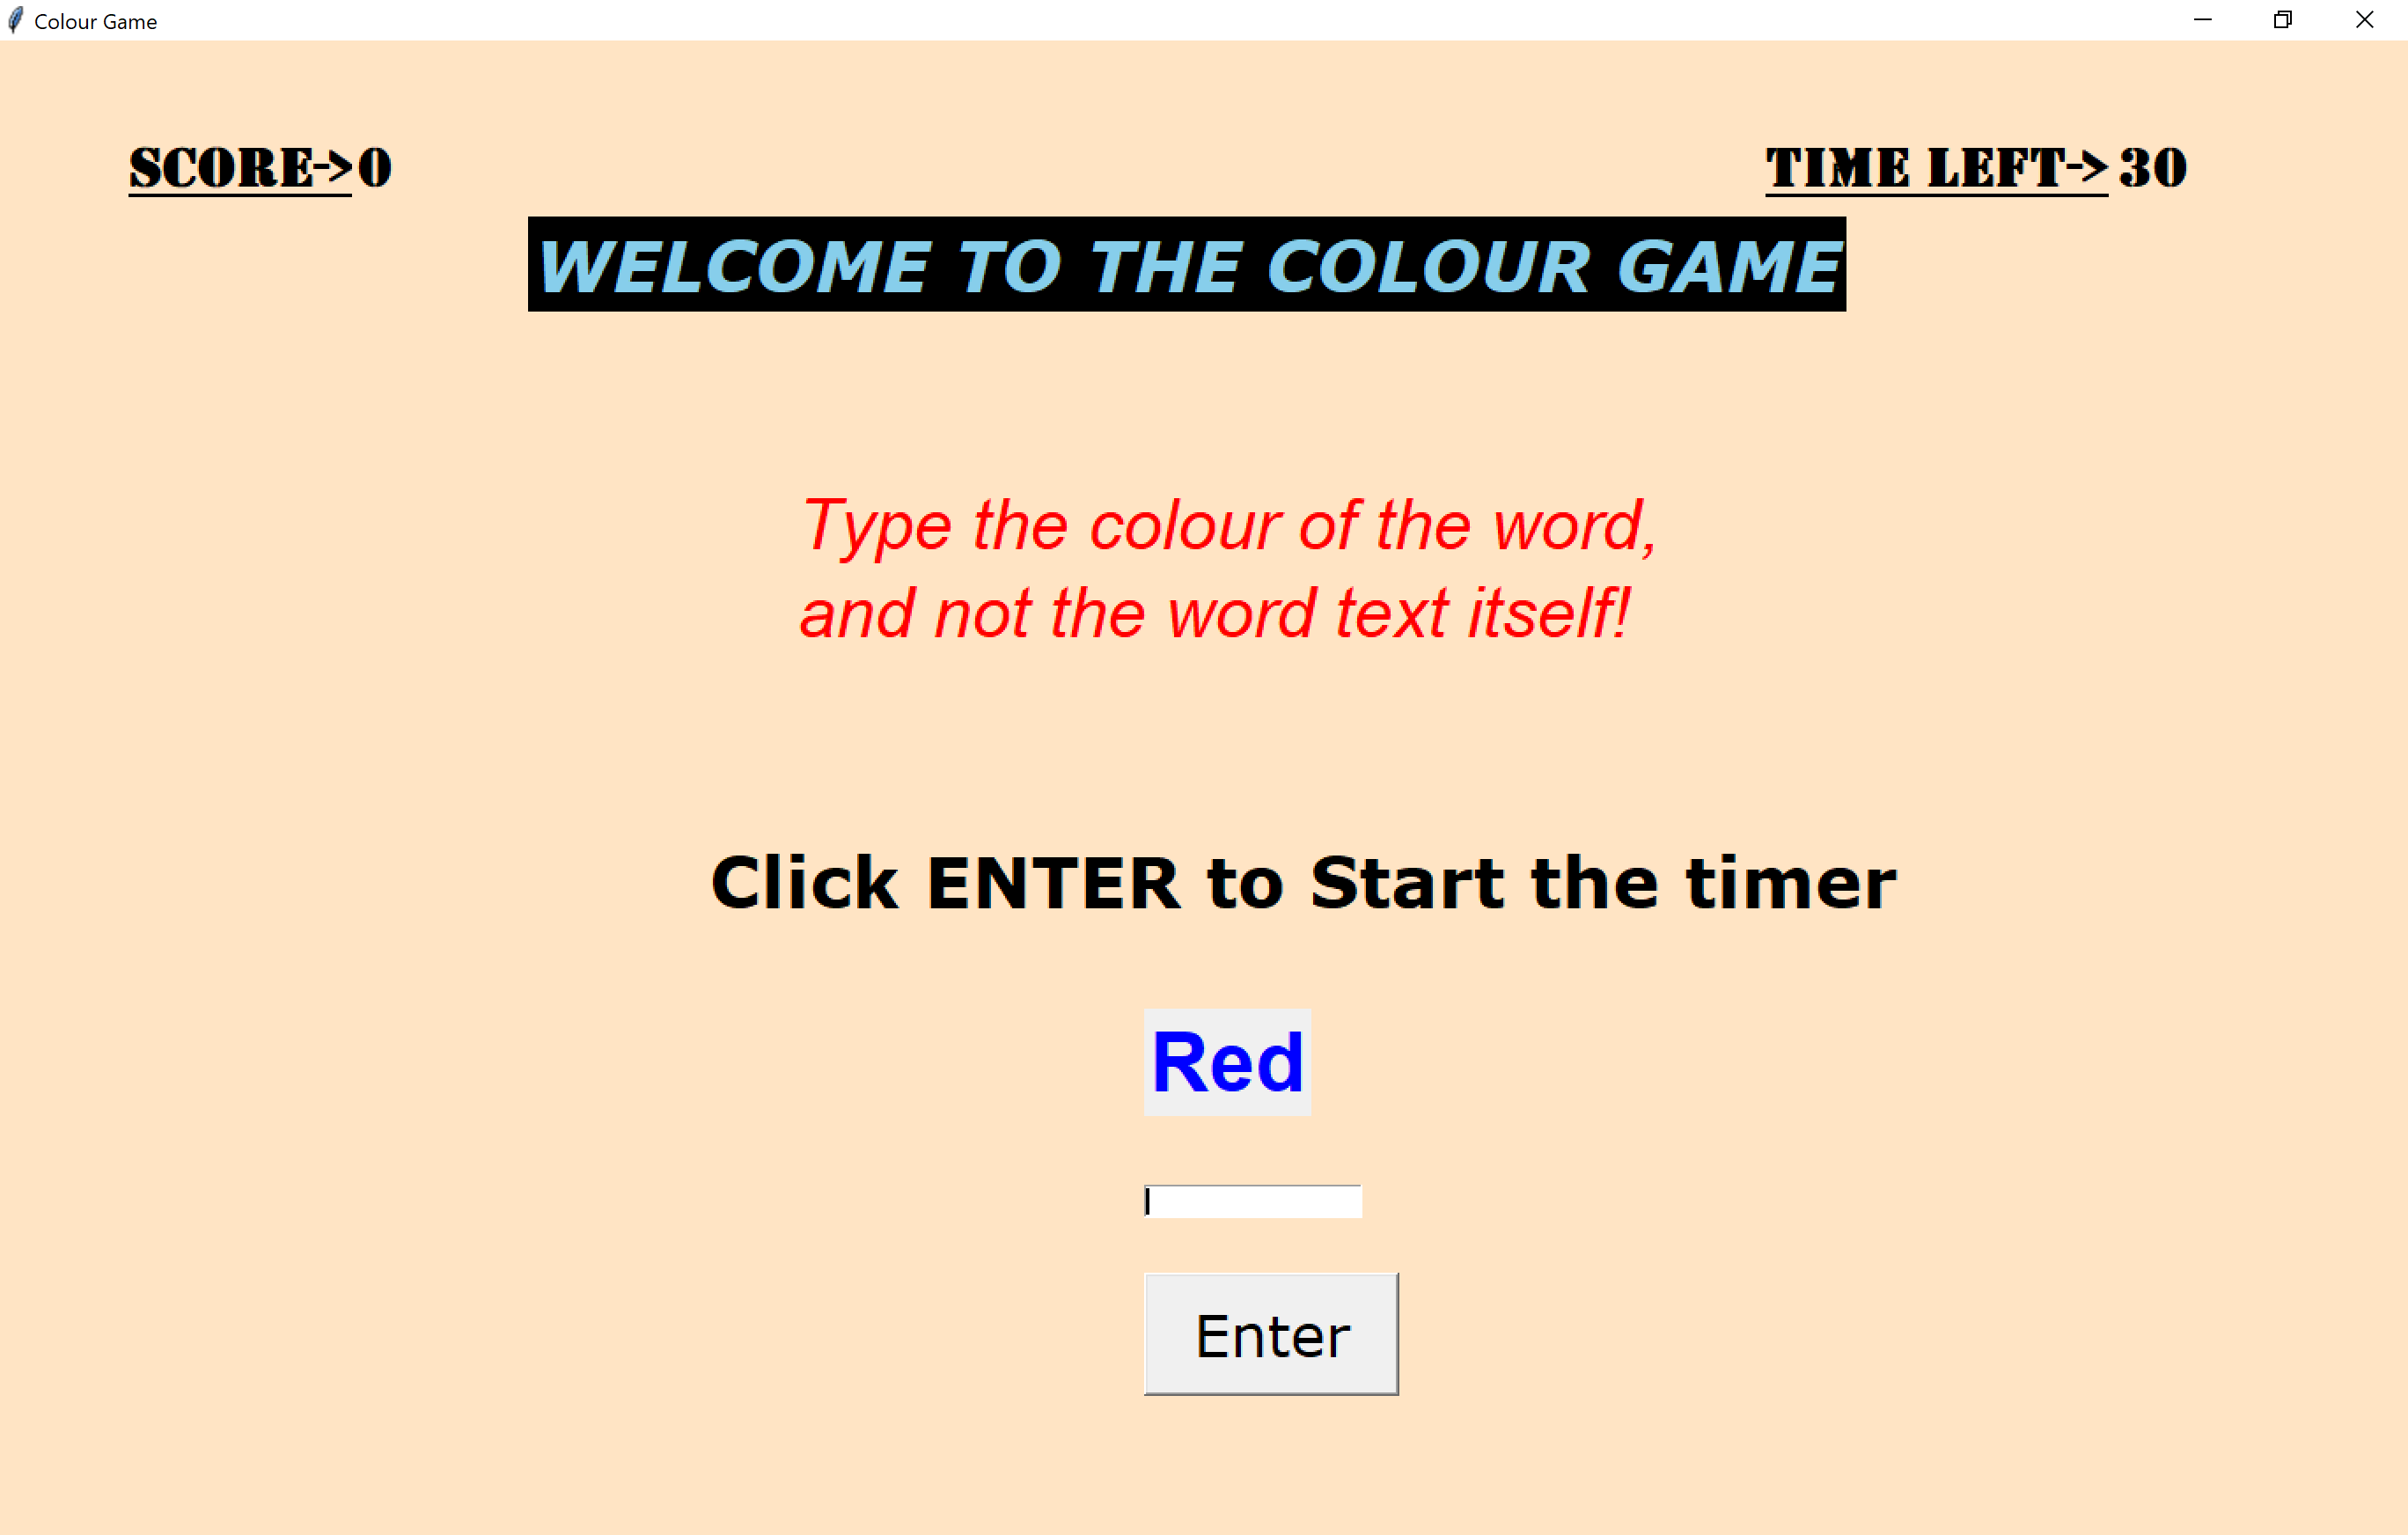 Colour Game
SCORE->0
TIME LEFT-> 30
WELCOME TO THE COLOUR GAME
Type the colour of the word,
and not the word text itself!
Click ENTER to Start the timer
Red
Enter